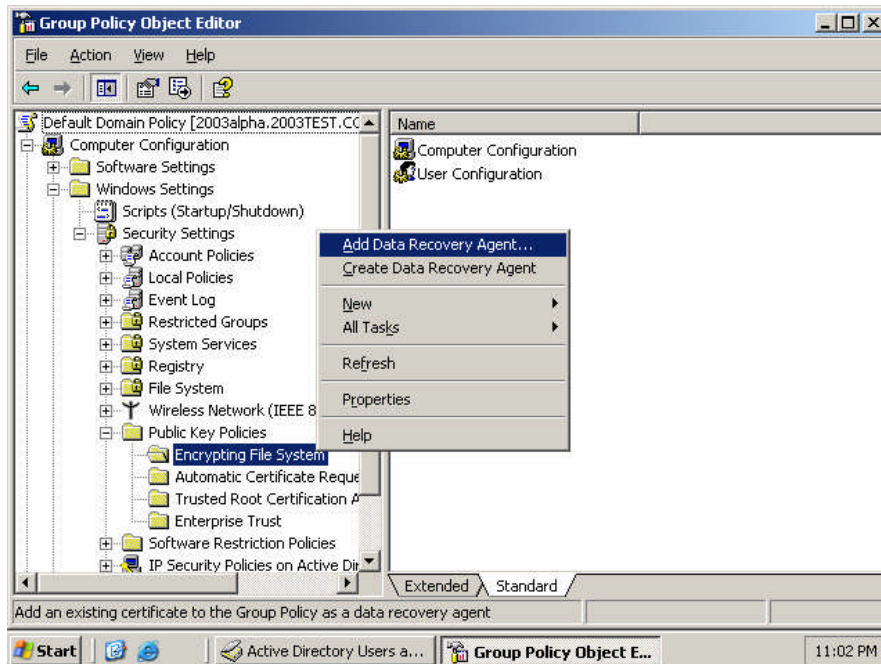 Group Policy Object Editor
File Action View Help
Default Domain Policy [2003alpha.2003TEST.CC
Computer Configuration
Software Settings
Windows Settings
Scripts (Startup/Shutdown)
Security Settings
Account Policies
Local Policies
Event Log
Restricted Groups
System Services
Registry
File System
Wireless Network (IEEE 8
Public Key Policies
Encrypting File System
Automatic Certificate Reque
Trusted Root Certification A
Enterprise Trust
Software Restriction Policies
IP Security Policies on Active Dir
Name
Computer Configuration
User Configuration
Add Data Recovery Agent...
Create Data Recovery Agent
New
All Tasks
Refresh
Properties
Help
Extended Standard
Add an existing certificate to the Group Policy as a data recovery agent
Start Active Directory Users a... Group Policy Object E... 11:02 PM